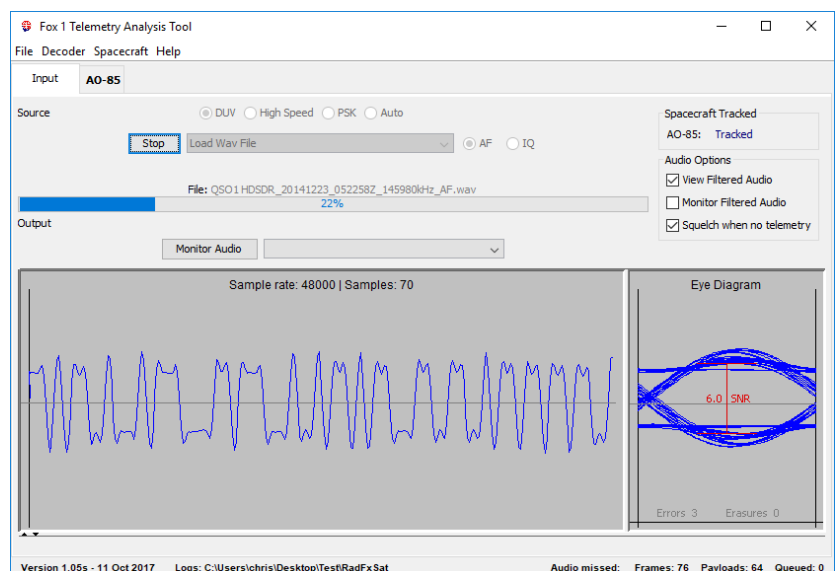 Fox 1 Telemetry Analysis Tool
File Decoder Spacecraft Help
Input AO-85
Source DUV High Speed PSK Auto
Stop Load Wav File AF IQ
File: QSO1 HDSDR_20141223_052258Z_145980kHz_AF.wav
22%
Output
Monitor Audio
Spacecraft Tracked
AO-85: Tracked
Audio Options
View Filtered Audio
Monitor Filtered Audio
Squelch when no telemetry
Sample rate: 48000 | Samples: 70
Eye Diagram
6.0 SNR
Errors 3 Erasures 0
Version 1.05s - 11 Oct 2017 Logs: C:\Users\chris\Desktop\Test\RadFxSat Audio missed: Frames: 76 Payloads: 64 Queued: 0